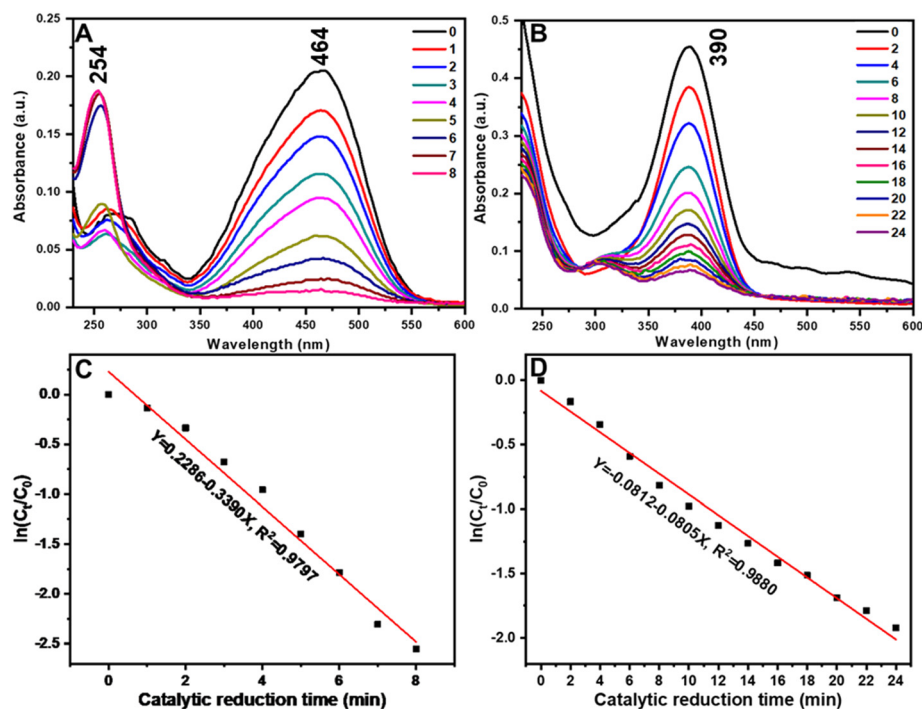 A
254
464
0
1
2
3
4
5
6
7
8
0.25
0.20
0.15
0.10
0.05
0.00
Absorbance (a.u.)
250 300 350 400 450 500 550 600
Wavelength (nm)
B
390
0
2
4
6
8
10
12
14
16
18
20
22
24
0.5
0.4
0.3
0.2
0.1
0.0
Absorbance (a.u.)
250 300 350 400 450 500 550 600
Wavelength (nm)
C
0.0
-0.5
-1.0
-1.5
-2.0
-2.5
ln(Ct/C0)
Y=0.2286-0.3390X, R²=0.9797
0 2 4 6 8
Catalytic reduction time (min)
D
0.0
-0.5
-1.0
-1.5
-2.0
ln(Ct/C0)
Y=-0.0812-0.0805X, R²=0.9880
0 2 4 6 8 10 12 14 16 18 20 22 24
Catalytic reduction time (min)